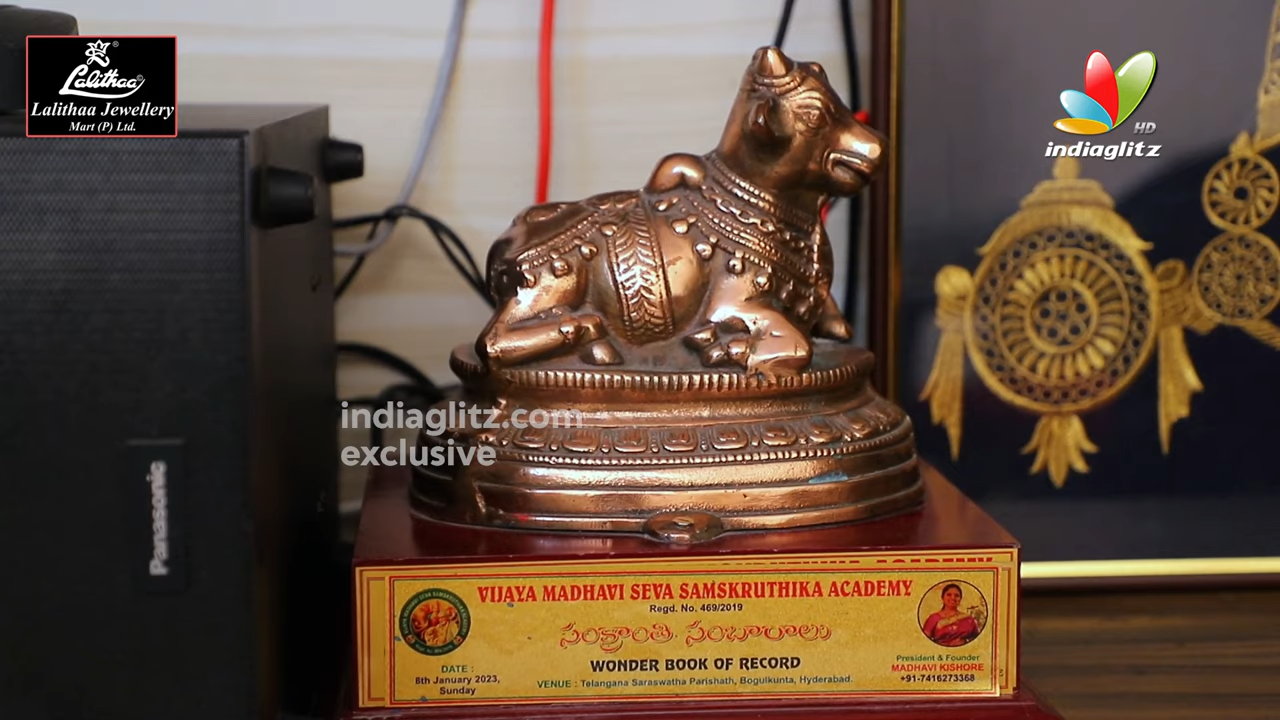 Lalithaa
Lalithaa Jewellery
Mart (P) Ltd.
HD
indiaglitz
indiaglitz.com
exclusive
Panasonic
VIJAYA MADHAVI SEVA SAMSKRUTHIKA ACADEMY
Regd. No. 469/2019
సంక్రాంతి సంబారాలు
WONDER BOOK OF RECORD
DATE :
8th January 2023,
Sunday
VENUE : Telangana Saraswatha Parishath, Bogulkunta, Hyderabad.
President & Founder
MADHAVI KISHORE
+91-7416273368